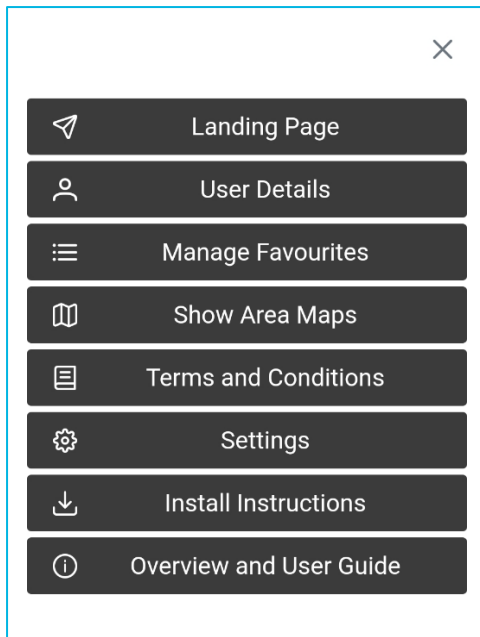 Landing Page
User Details
Manage Favourites
Show Area Maps
Terms and Conditions
Settings
Install Instructions
Overview and User Guide